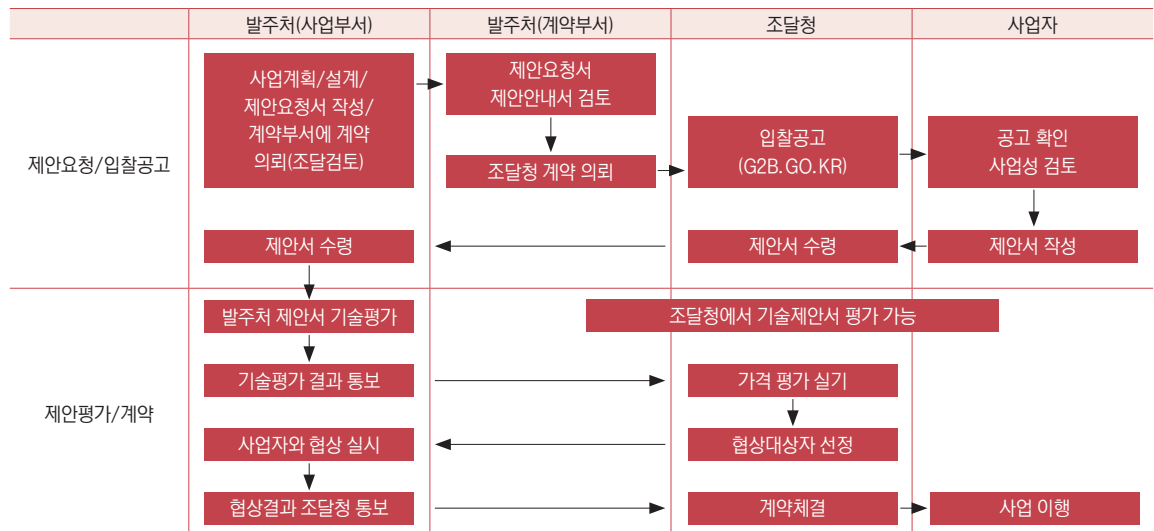 발주처(사업부서)
발주처(계약부서)
조달청
사업자
제안요청/입찰공고
사업계획/설계/
제안요청서 작성/
계약부서에 계약
의뢰(조달검토)
제안요청서
제안안내서 검토
조달청 계약 의뢰
입찰공고
(G2B.GO.KR)
공고 확인
사업성 검토
제안서 수령
제안서 수령
제안서 작성
제안평가/계약
발주처 제안서 기술평가
조달청에서 기술제안서 평가 가능
기술평가 결과 통보
가격 평가 실기
사업자와 협상 실시
협상대상자 선정
협상결과 조달청 통보
계약체결
사업 이행